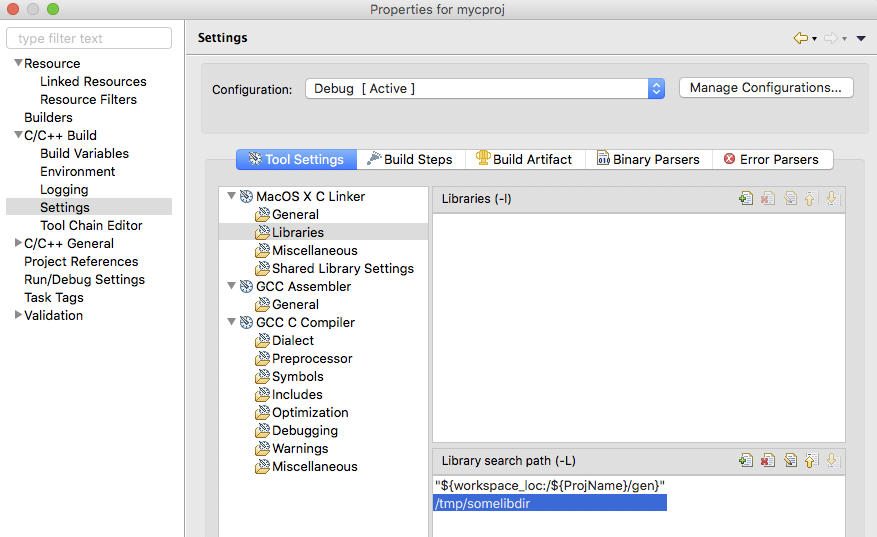 Properties for mycproj
type filter text
Resource
Linked Resources
Resource Filters
Builders
C/C++ Build
Build Variables
Environment
Logging
Settings
Tool Chain Editor
C/C++ General
Project References
Run/Debug Settings
Task Tags
Validation
Settings
Configuration:
Debug [ Active ]
Manage Configurations...
Tool Settings
Build Steps
Build Artifact
Binary Parsers
Error Parsers
MacOS X C Linker
General
Libraries
Miscellaneous
Shared Library Settings
GCC Assembler
General
GCC C Compiler
Dialect
Preprocessor
Symbols
Includes
Optimization
Debugging
Warnings
Miscellaneous
Libraries (-l)
Library search path (-L)
"${workspace_loc:/${ProjName}/gen}"
/tmp/somelibdir